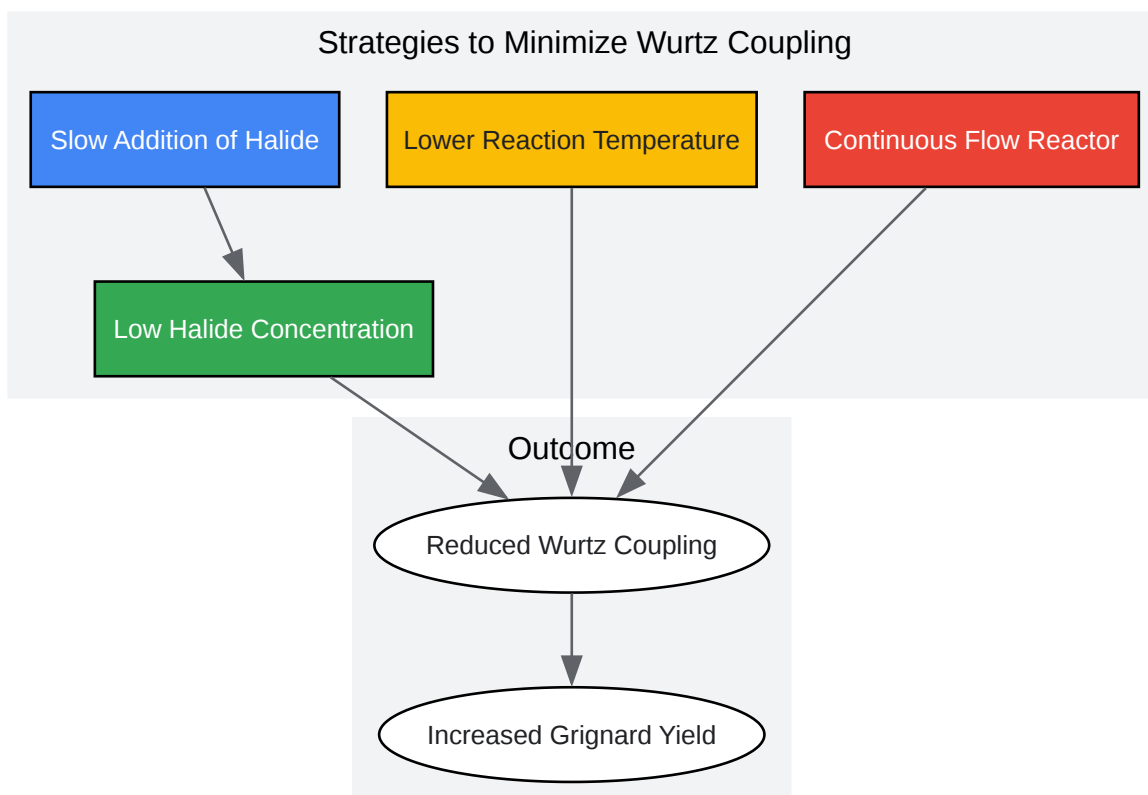 Strategies to Minimize Wurtz Coupling
Slow Addition of Halide
Lower Reaction Temperature
Continuous Flow Reactor
Low Halide Concentration
Outcome
Reduced Wurtz Coupling
Increased Grignard Yield